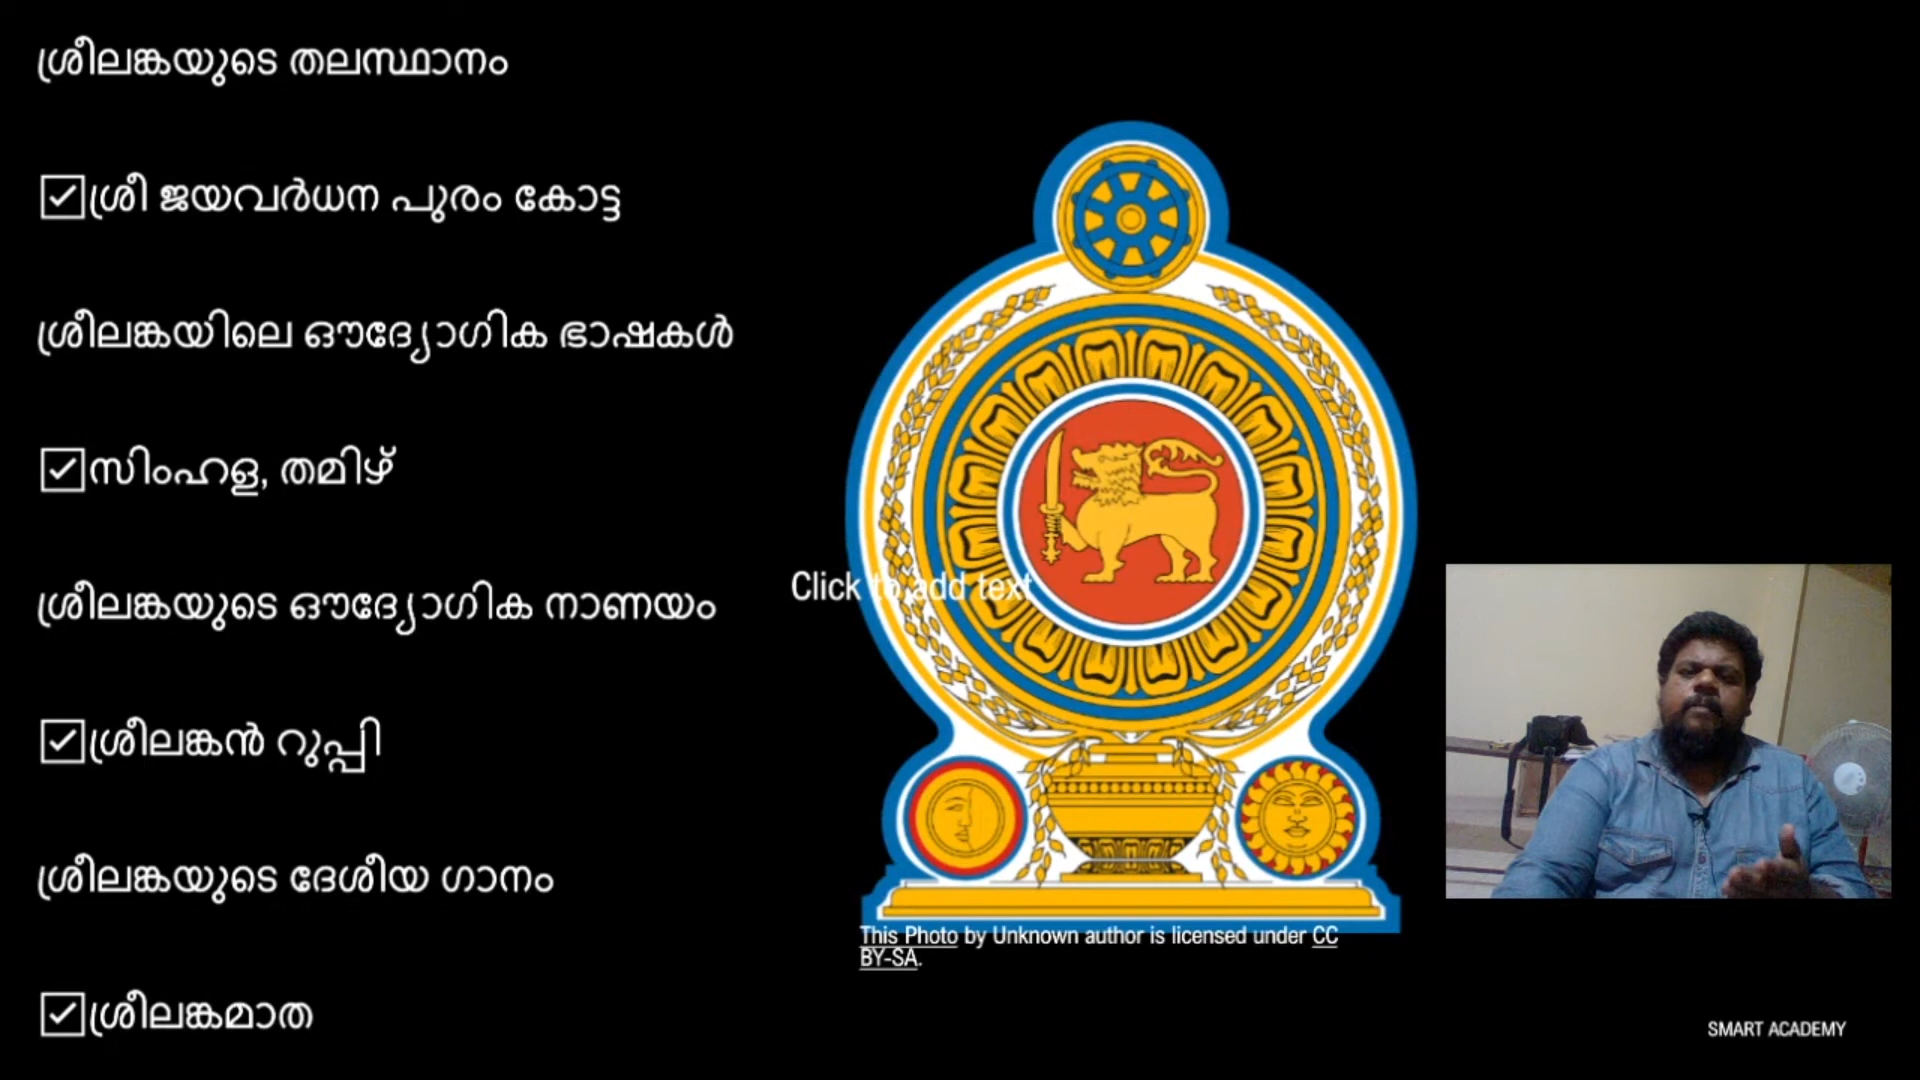 ശ്രീലങ്കയുടെ തലസ്ഥാനം
ശ്രീ ജയവർധന പുരം കോട്ട
ശ്രീലങ്കയിലെ ഔദ്യോഗിക ഭാഷകൾ
സിംഹള, തമിഴ്
ശ്രീലങ്കയുടെ ഔദ്യോഗിക നാണയം
ശ്രീലങ്കൻ റുപ്പി
ശ്രീലങ്കയുടെ ദേശീയ ഗാനം
ശ്രീലങ്കമാത
Click to add text
This Photo by Unknown author is licensed under CC
BY-SA.
SMART ACADEMY